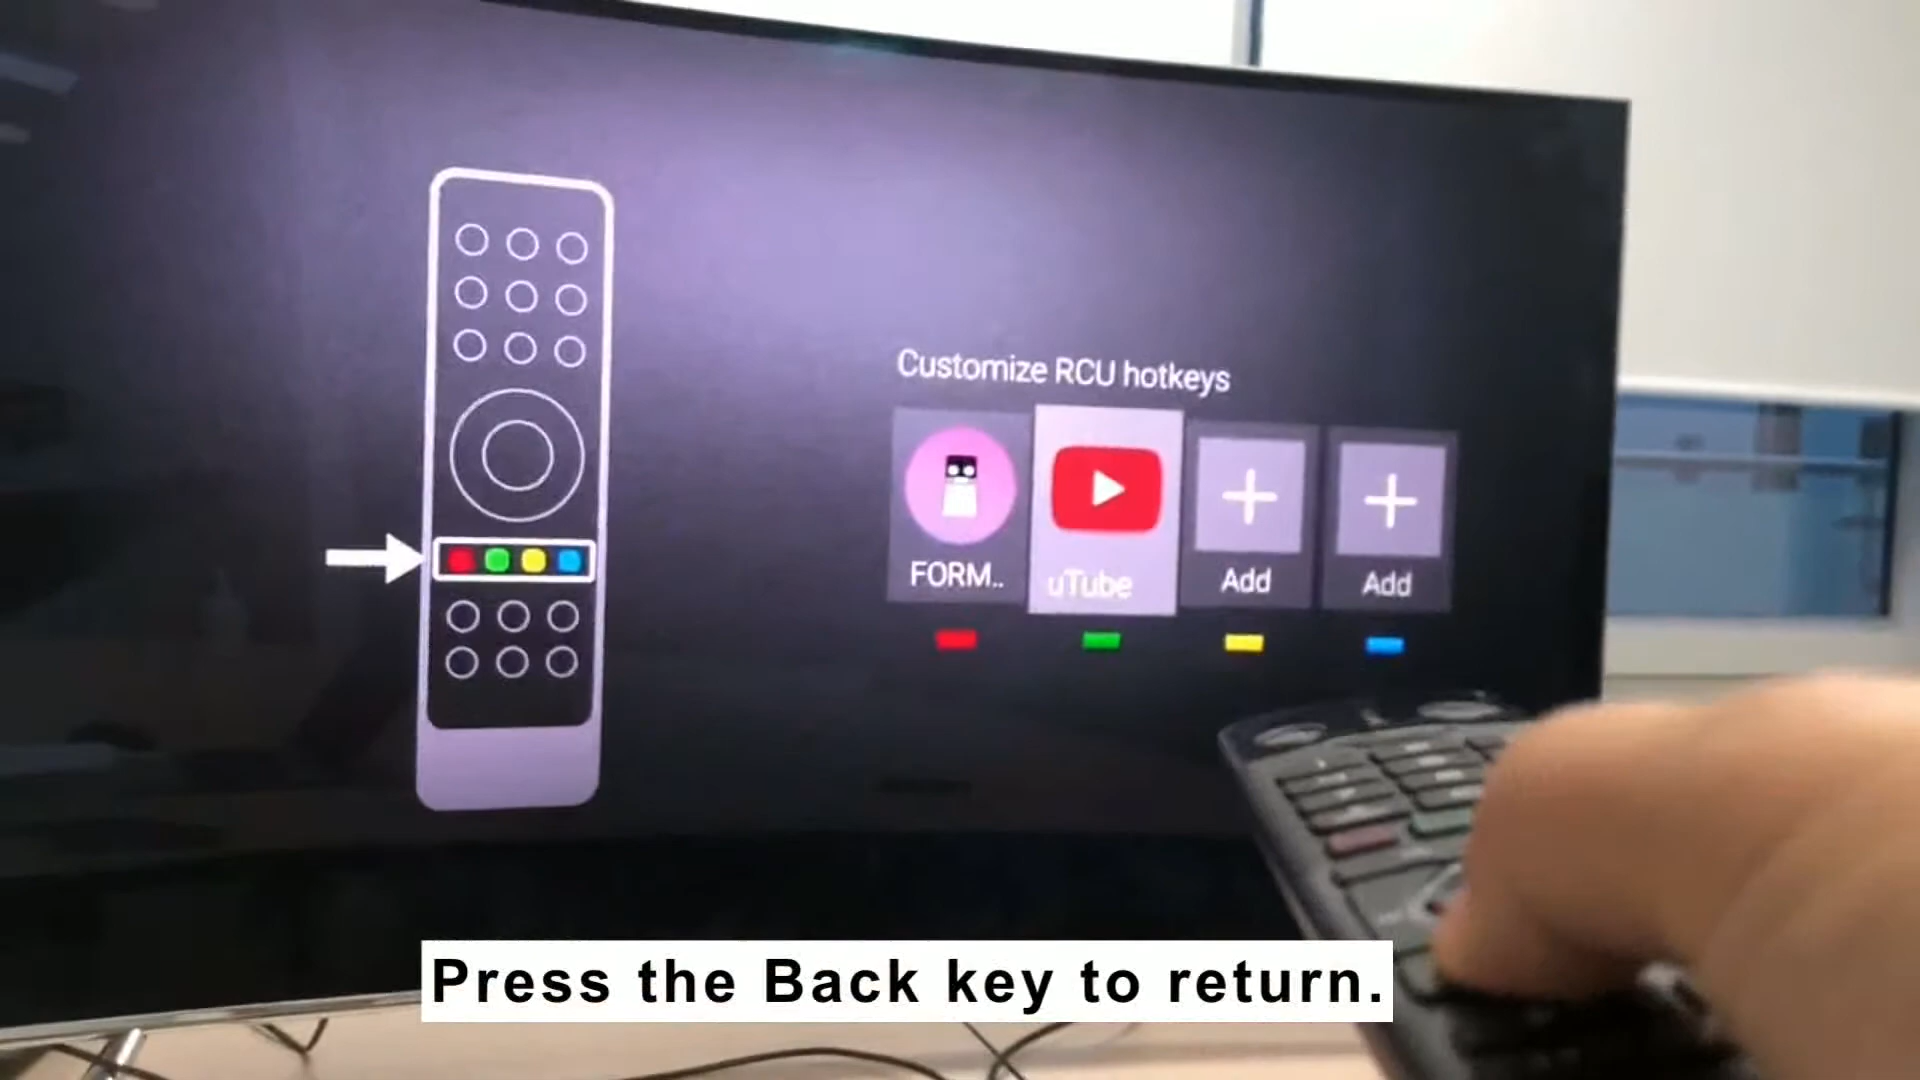 Customize RCU hotkeys
FORM..
uTube
Add
Add
Press the Back key to return.